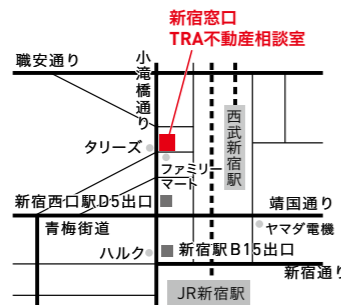 新宿窓口
TRA不動産相談室
職安通り
小滝橋通り
西武新宿駅
タリーズ
ファミリー
マート
新宿西口駅D5出口
靖国通り
青梅街道
ヤマダ電機
ハルク
新宿駅B15出口
新宿通り
JR新宿駅